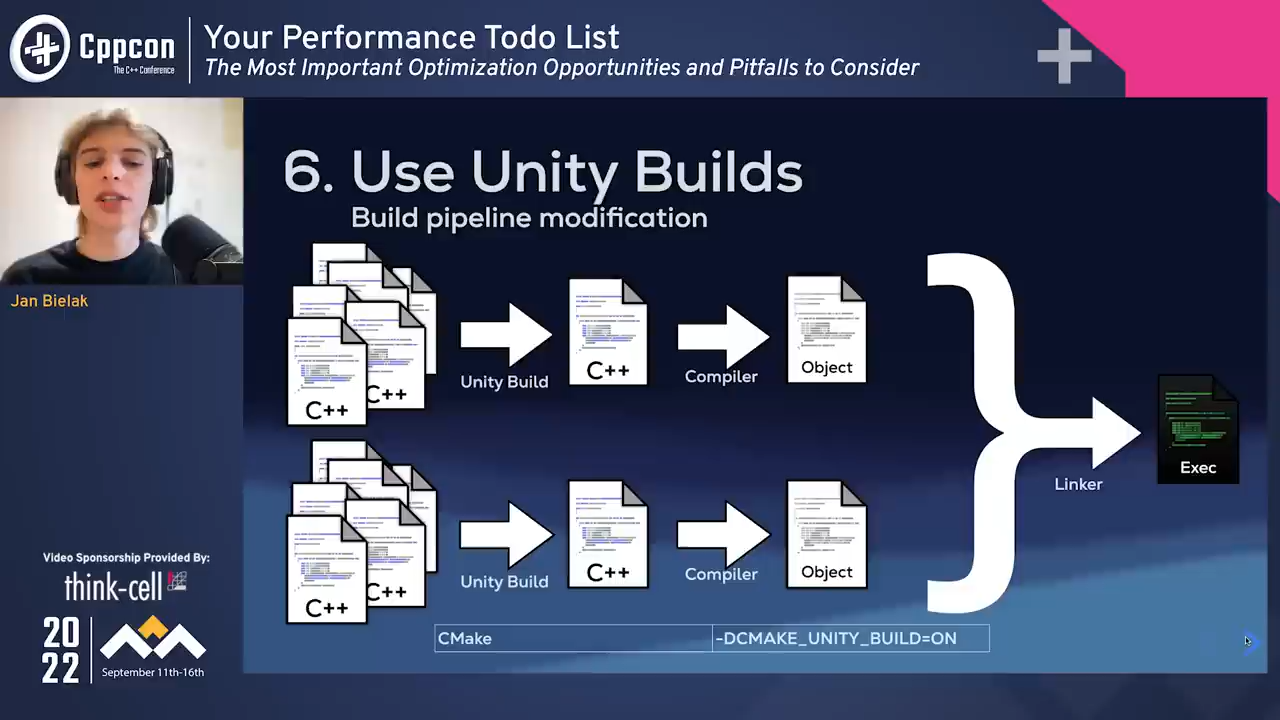 Cppcon
The C++ Conference
Your Performance Todo List
The Most Important Optimization Opportunities and Pitfalls to Consider
Jan Bielak
6. Use Unity Builds
Build pipeline modification
C++
C++
Unity Build
C++
Compiler
Object
Linker
Exec
C++
C++
Unity Build
C++
Compiler
Object
CMake
-DCMAKE_UNITY_BUILD=ON
Video Sponsorship Provided By:
think-cell
20
22
September 11th-16th